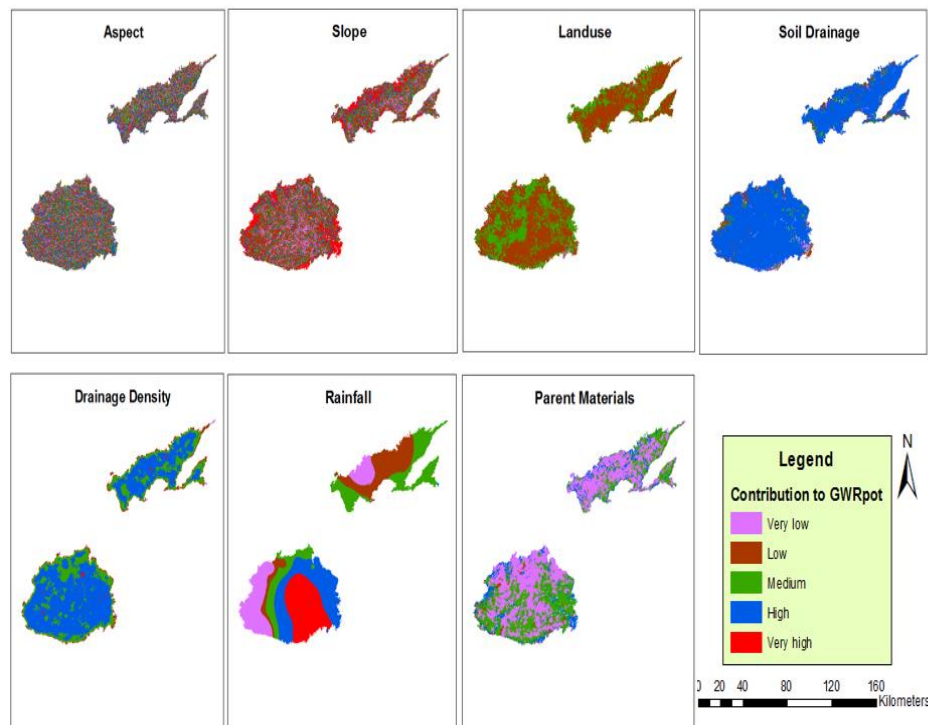 Aspect
Slope
Landuse
Soil Drainage
Drainage Density
Rainfall
Parent Materials
N
Legend
Contribution to GWRpot
Very low
Low
Medium
High
Very high
0 20 40 80 120 160
Kilometers